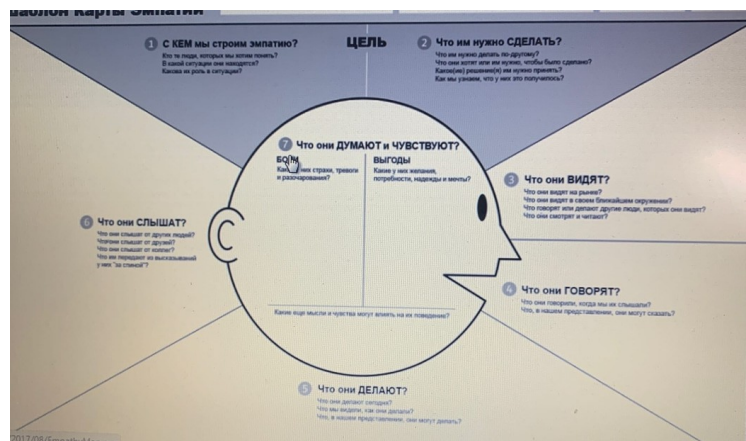 Шаблон Карты Эмпатии
ЦЕЛЬ
1 С КЕМ мы строим эмпатию?
Кто те люди, которых мы хотим понять?
В какой ситуации они находятся?
Какова их роль в ситуации?
2 Что им нужно СДЕЛАТЬ?
Что им нужно делать по-другому?
Что они хотят или им нужно, чтобы было сделано?
Какое(ие) решение(я) им нужно принять?
Как мы узнаем, что у них это получилось?
7 Что они ДУМАЮТ и ЧУВСТВУЮТ?
БОЛИ
них страхи, тревоги
и разочарования?
ВЫГОДЫ
Какие у них желания,
потребности, надежды и мечты?
Какие еще мысли и чувства могут влиять на их поведение?
3 Что они ВИДЯТ?
Что они видят на рынке?
Что они видят в своем ближайшем окружении?
Что говорят или делают другие люди, которых они видят?
Что они смотрят и читают?
4 Что они ГОВОРЯТ?
Что они говорили, когда мы их слышали?
Что, в нашем представлении, они могут сказать?
5 Что они ДЕЛАЮТ?
Что они делают сегодня?
Что мы видели, как они делали?
Что, в нашем представлении, они могут делать?
6 Что они СЛЫШАТ?
Что они слышат от других людей?
Что они слышат от друзей?
Что они слышат от коллег?
Что им передают из высказываний
у них "за спиной"?